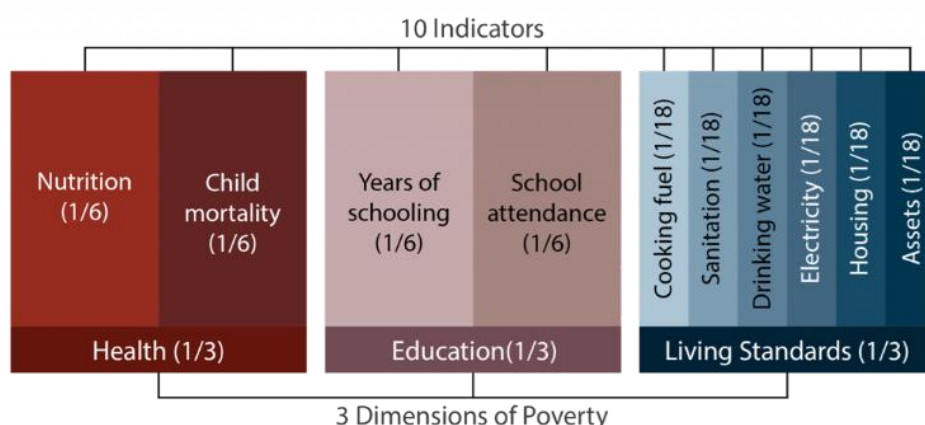 10 Indicators
Nutrition
(1/6)
Child
mortality
(1/6)
Years of
schooling
(1/6)
School
attendance
(1/6)
Cooking fuel (1/18)
Sanitation (1/18)
Drinking water (1/18)
Electricity (1/18)
Housing (1/18)
Assets (1/18)
Health (1/3)
Education(1/3)
Living Standards (1/3)
3 Dimensions of Poverty